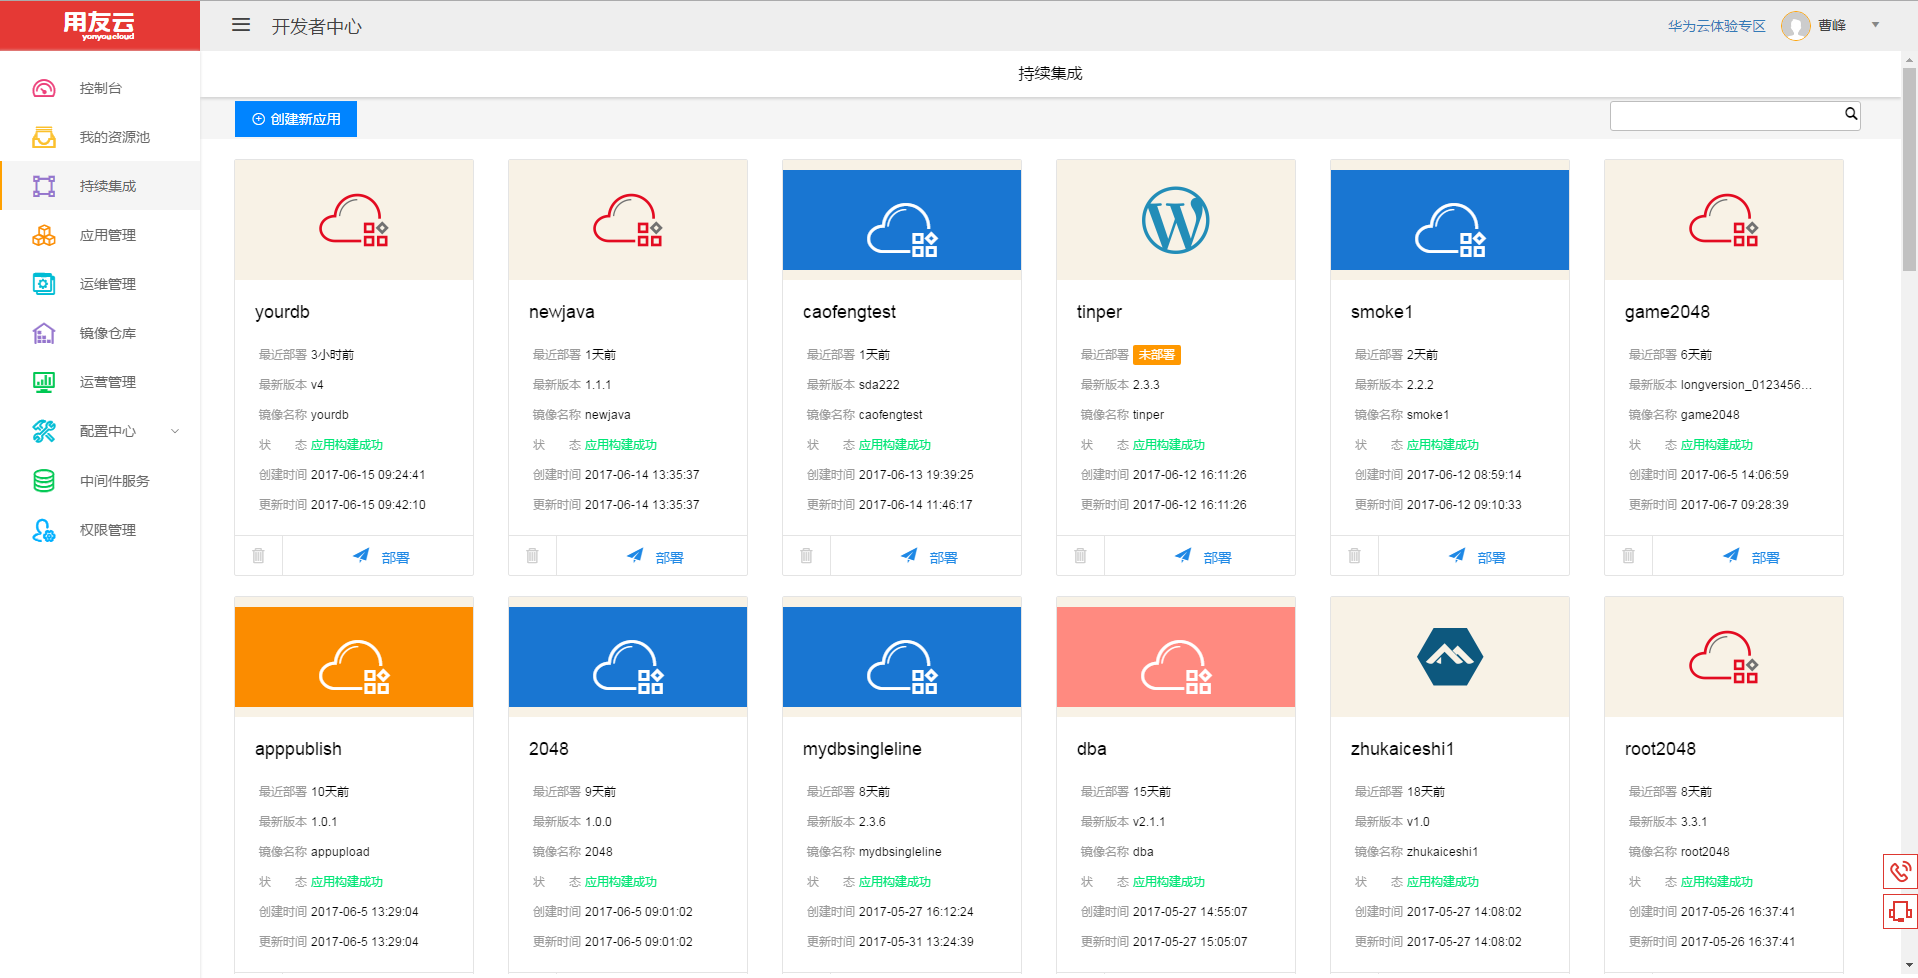 用友云
yonyoucloud
开发者中心
华为云体验专区
曹峰
控制台
我的资源池
持续集成
应用管理
运维管理
镜像仓库
运营管理
配置中心
中间件服务
权限管理
持续集成
创建新应用
yourdb
最近部署 3小时前
最新版本 v4
镜像名称 yourdb
状 态 应用构建成功
创建时间 2017-06-15 09:24:41
更新时间 2017-06-15 09:42:10
部署
newjava
最近部署 1天前
最新版本 1.1.1
镜像名称 newjava
状 态 应用构建成功
创建时间 2017-06-14 13:35:37
更新时间 2017-06-14 13:35:37
部署
caofengtest
最近部署 1天前
最新版本 sda222
镜像名称 caofengtest
状 态 应用构建成功
创建时间 2017-06-13 19:39:25
更新时间 2017-06-14 11:46:17
部署
tinper
最近部署 未部署
最新版本 2.3.3
镜像名称 tinper
状 态 应用构建成功
创建时间 2017-06-12 16:11:26
更新时间 2017-06-12 16:11:26
部署
smoke1
最近部署 2天前
最新版本 2.2.2
镜像名称 smoke1
状 态 应用构建成功
创建时间 2017-06-12 08:59:14
更新时间 2017-06-12 09:10:33
部署
game2048
最近部署 6天前
最新版本 longversion_0123456...
镜像名称 game2048
状 态 应用构建成功
创建时间 2017-06-5 14:06:59
更新时间 2017-06-7 09:28:39
部署
apppublish
最近部署 10天前
最新版本 1.0.1
镜像名称 appupload
状 态 应用构建成功
创建时间 2017-06-5 13:29:04
更新时间 2017-06-5 13:29:04
2048
最近部署 9天前
最新版本 1.0.0
镜像名称 2048
状 态 应用构建成功
创建时间 2017-06-5 09:01:02
更新时间 2017-06-5 09:01:02
mydbsingleline
最近部署 8天前
最新版本 2.3.6
镜像名称 mydbsingleline
状 态 应用构建成功
创建时间 2017-05-27 16:12:24
更新时间 2017-05-31 13:24:39
dba
最近部署 15天前
最新版本 v2.1.1
镜像名称 dba
状 态 应用构建成功
创建时间 2017-05-27 14:55:07
更新时间 2017-05-27 15:05:07
zhukaiceshi1
最近部署 18天前
最新版本 v1.0
镜像名称 zhukaiceshi1
状 态 应用构建成功
创建时间 2017-05-27 14:08:02
更新时间 2017-05-27 14:08:02
root2048
最近部署 8天前
最新版本 3.3.1
镜像名称 root2048
状 态 应用构建成功
创建时间 2017-05-26 16:37:41
更新时间 2017-05-26 16:37:41